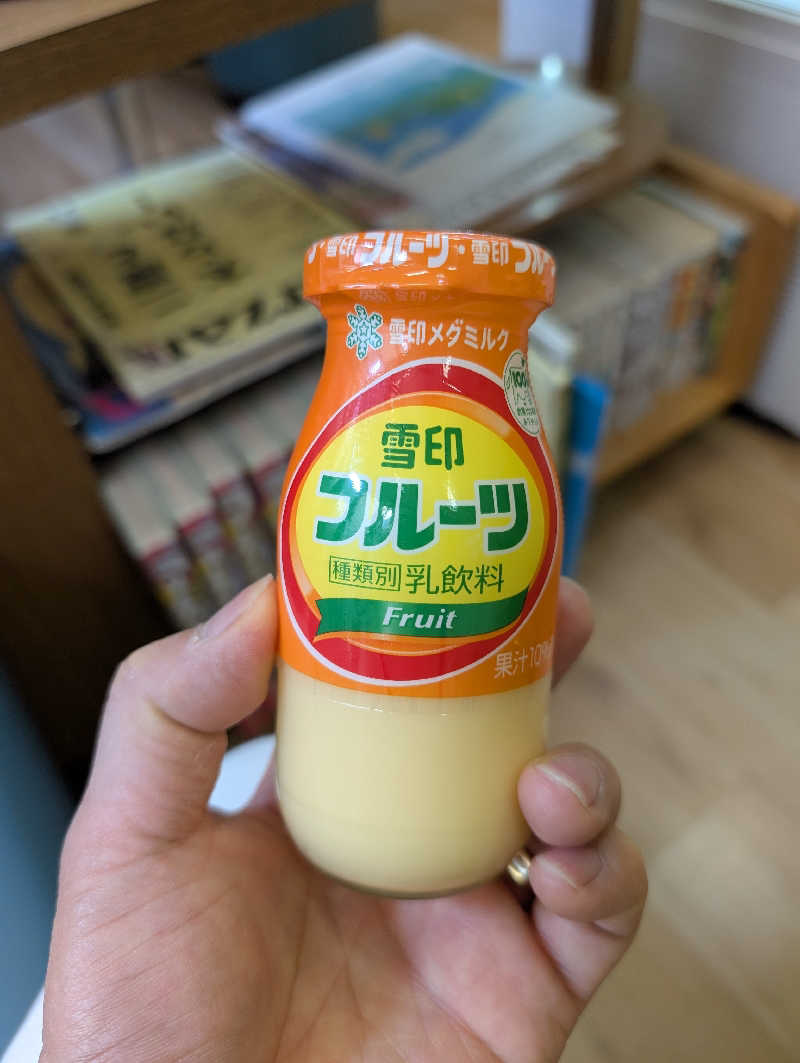 雪印 フルーツ・雪印 フルー
雪印メグミルク
100%
雪印
フルーツ
種類別 乳飲料
Fruit
果汁10%